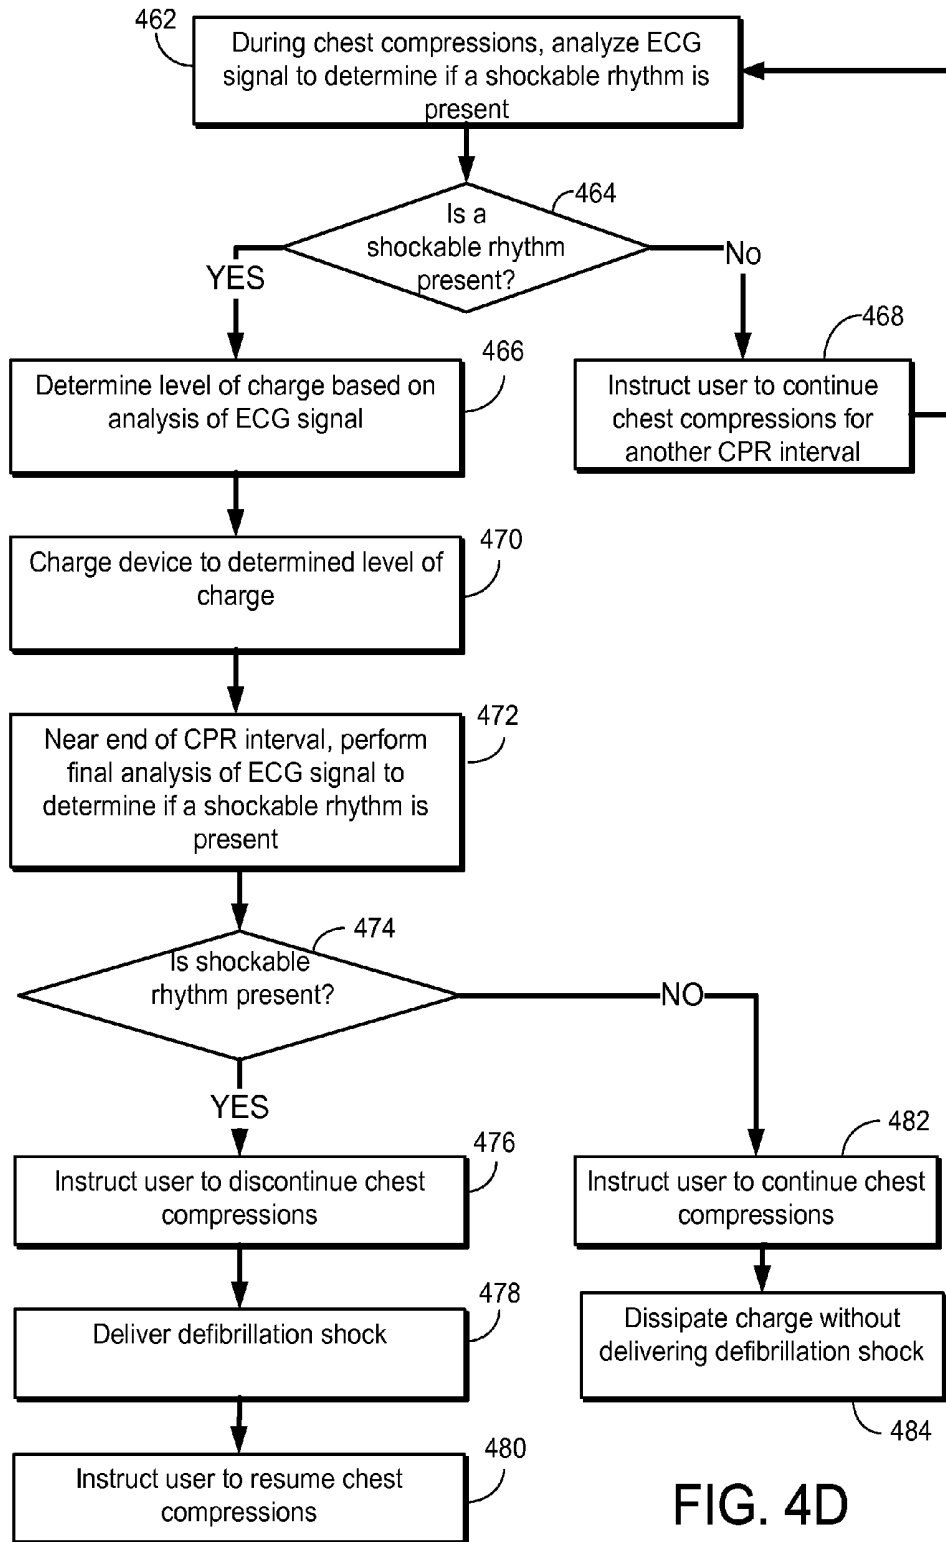 462
During chest compressions, analyze ECG
signal to determine if a shockable rhythm is
present
464
Is a
shockable rhythm
present?
YES
No
466
Determine level of charge based on
analysis of ECG signal
468
Instruct user to continue
chest compressions for
another CPR interval
470
Charge device to determined level of
charge
472
Near end of CPR interval, perform
final analysis of ECG signal to
determine if a shockable rhythm is
present
474
Is shockable
rhythm present?
NO
YES
476
Instruct user to discontinue chest
compressions
482
Instruct user to continue chest
compressions
478
Deliver defibrillation shock
Dissipate charge without
delivering defibrillation shock
484
480
Instruct user to resume chest
compressions
FIG. 4D